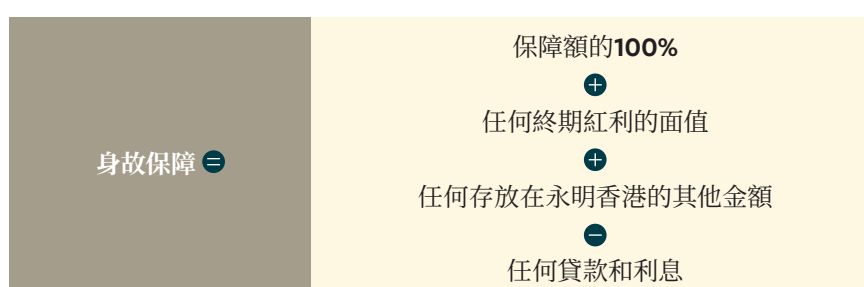 身故保障 =
保障額的100%
+
任何終期紅利的面值
+
任何存放在永明香港的其他金額
−
任何貸款和利息